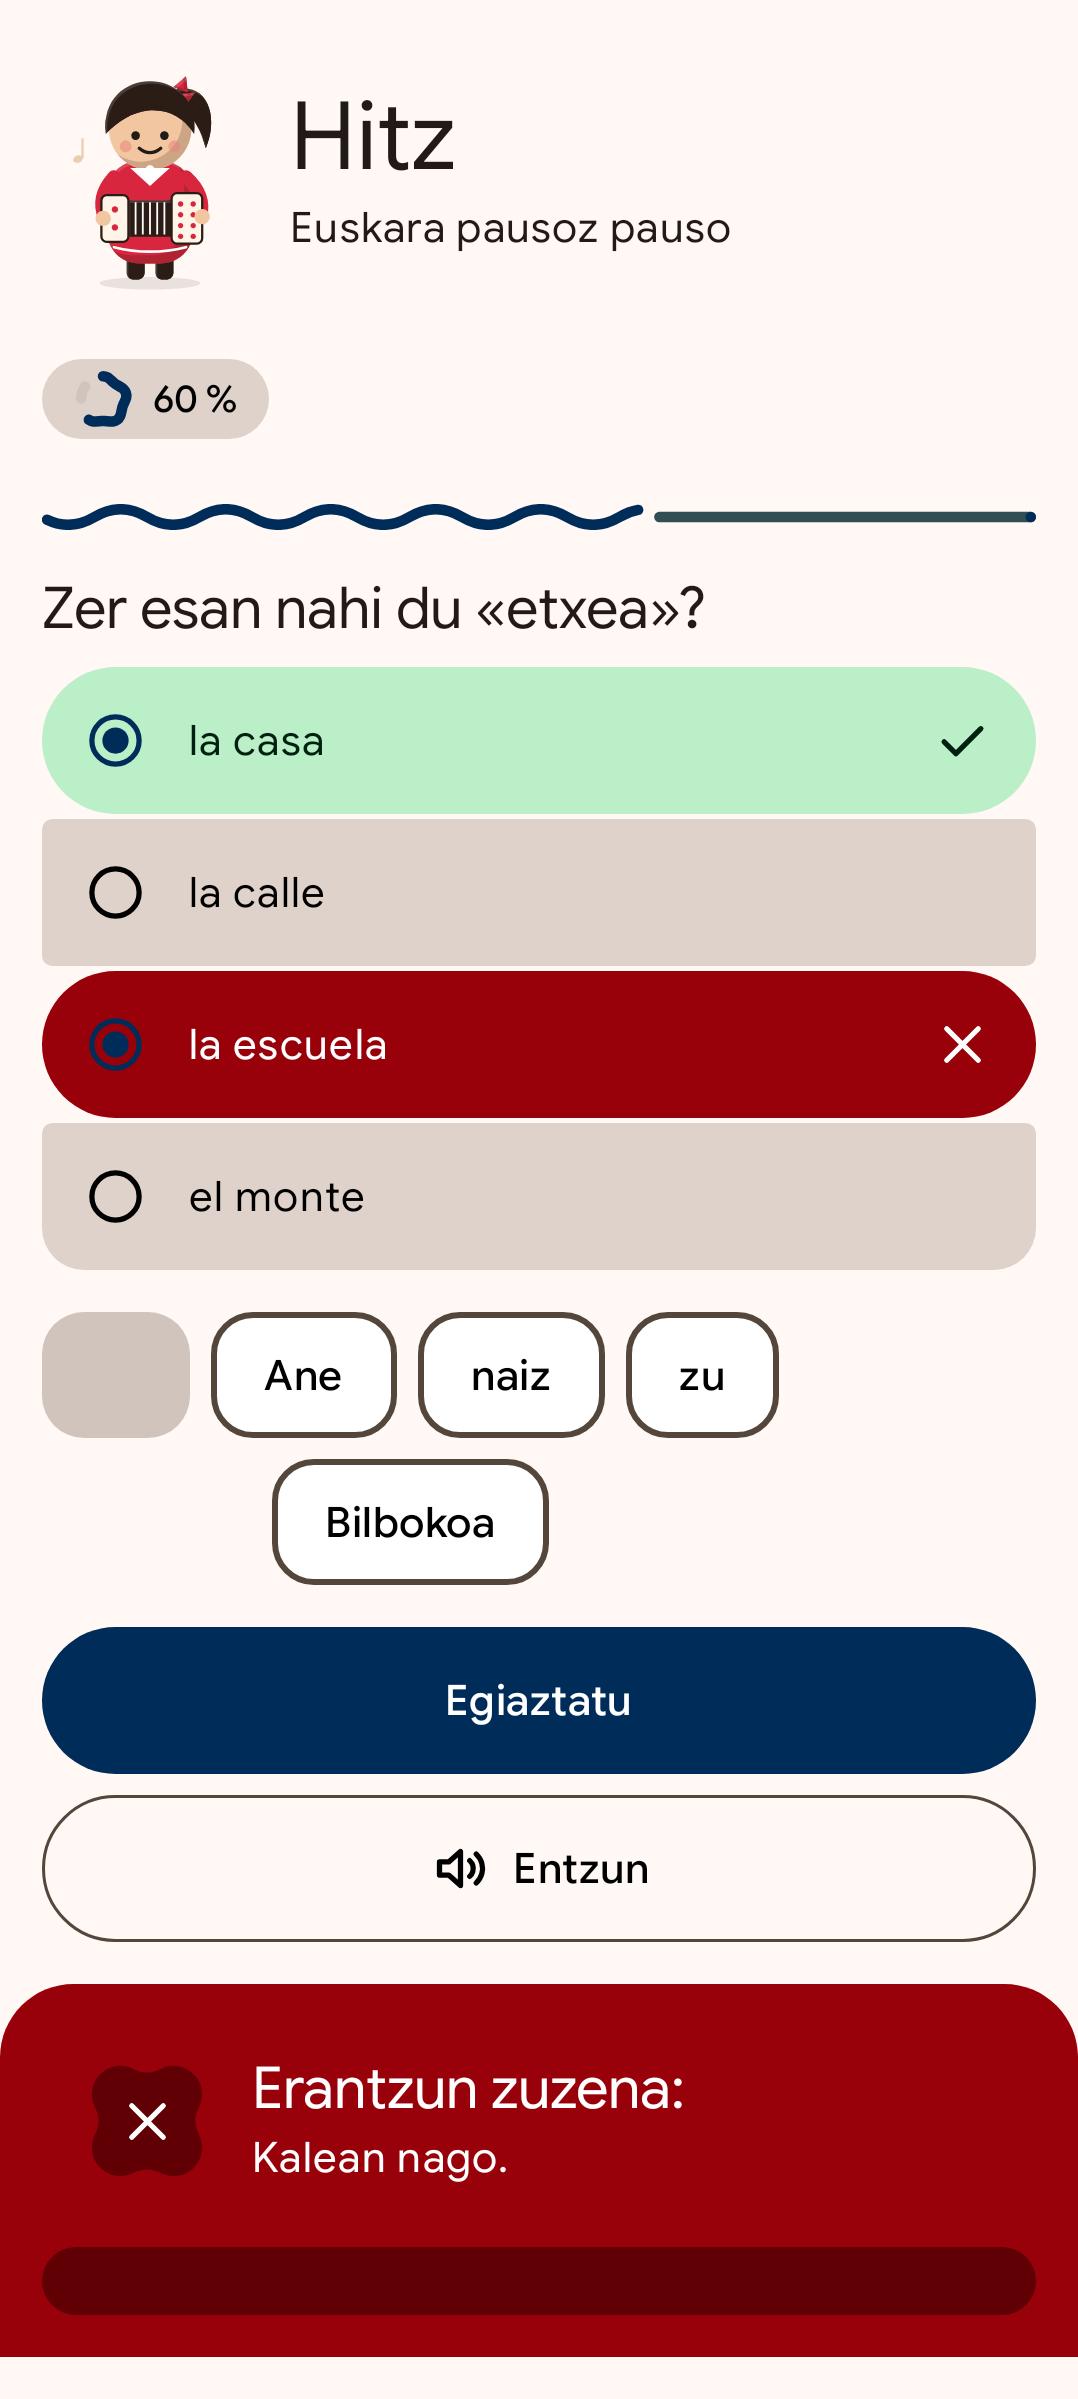 Hitz
Euskara pausoz pauso
60 %
Zer esan nahi du «etxea»?
la casa
la calle
la escuela
el monte
Ane naiz zu
Bilbokoa
Egiaztatu
Entzun
Erantzun zuzena:
Kalean nago.